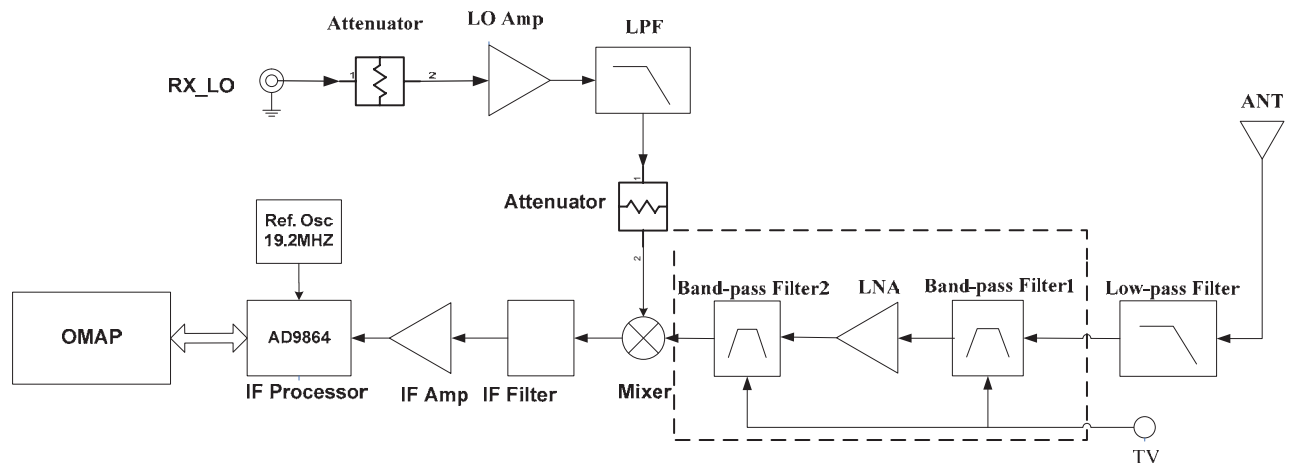 Attenuator
LO Amp
LPF
RX_LO
1
2
ANT
1
Attenuator
2
Ref. Osc
19.2MHZ
Band-pass Filter2
LNA
Band-pass Filter1
Low-pass Filter
OMAP
AD9864
IF Processor
IF Amp
IF Filter
Mixer
TV